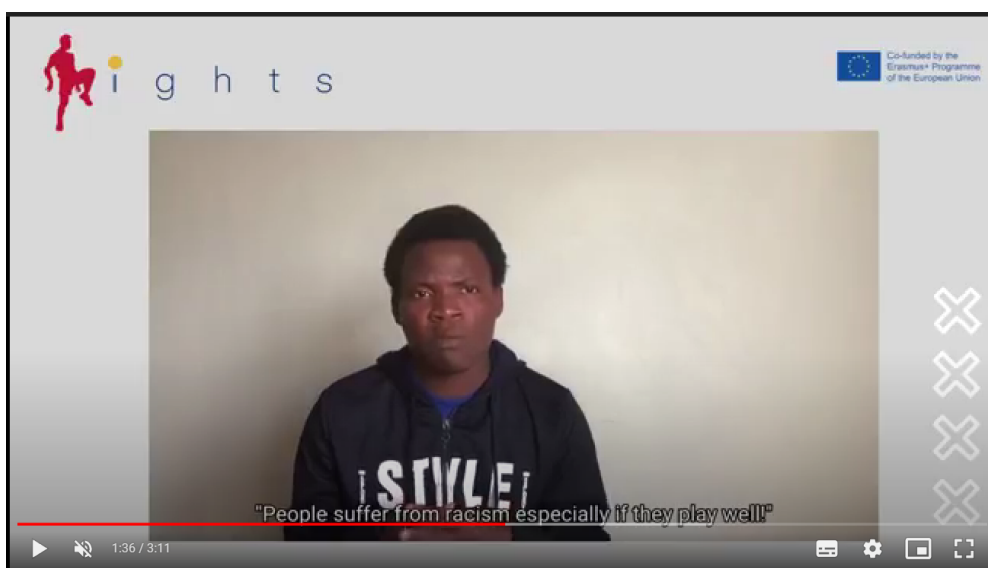 i g h t s
Co-funded by the
Erasmus+ Programme
of the European Union
STYLE
"People suffer from racism especially if they play well!"
1:36 / 3:11